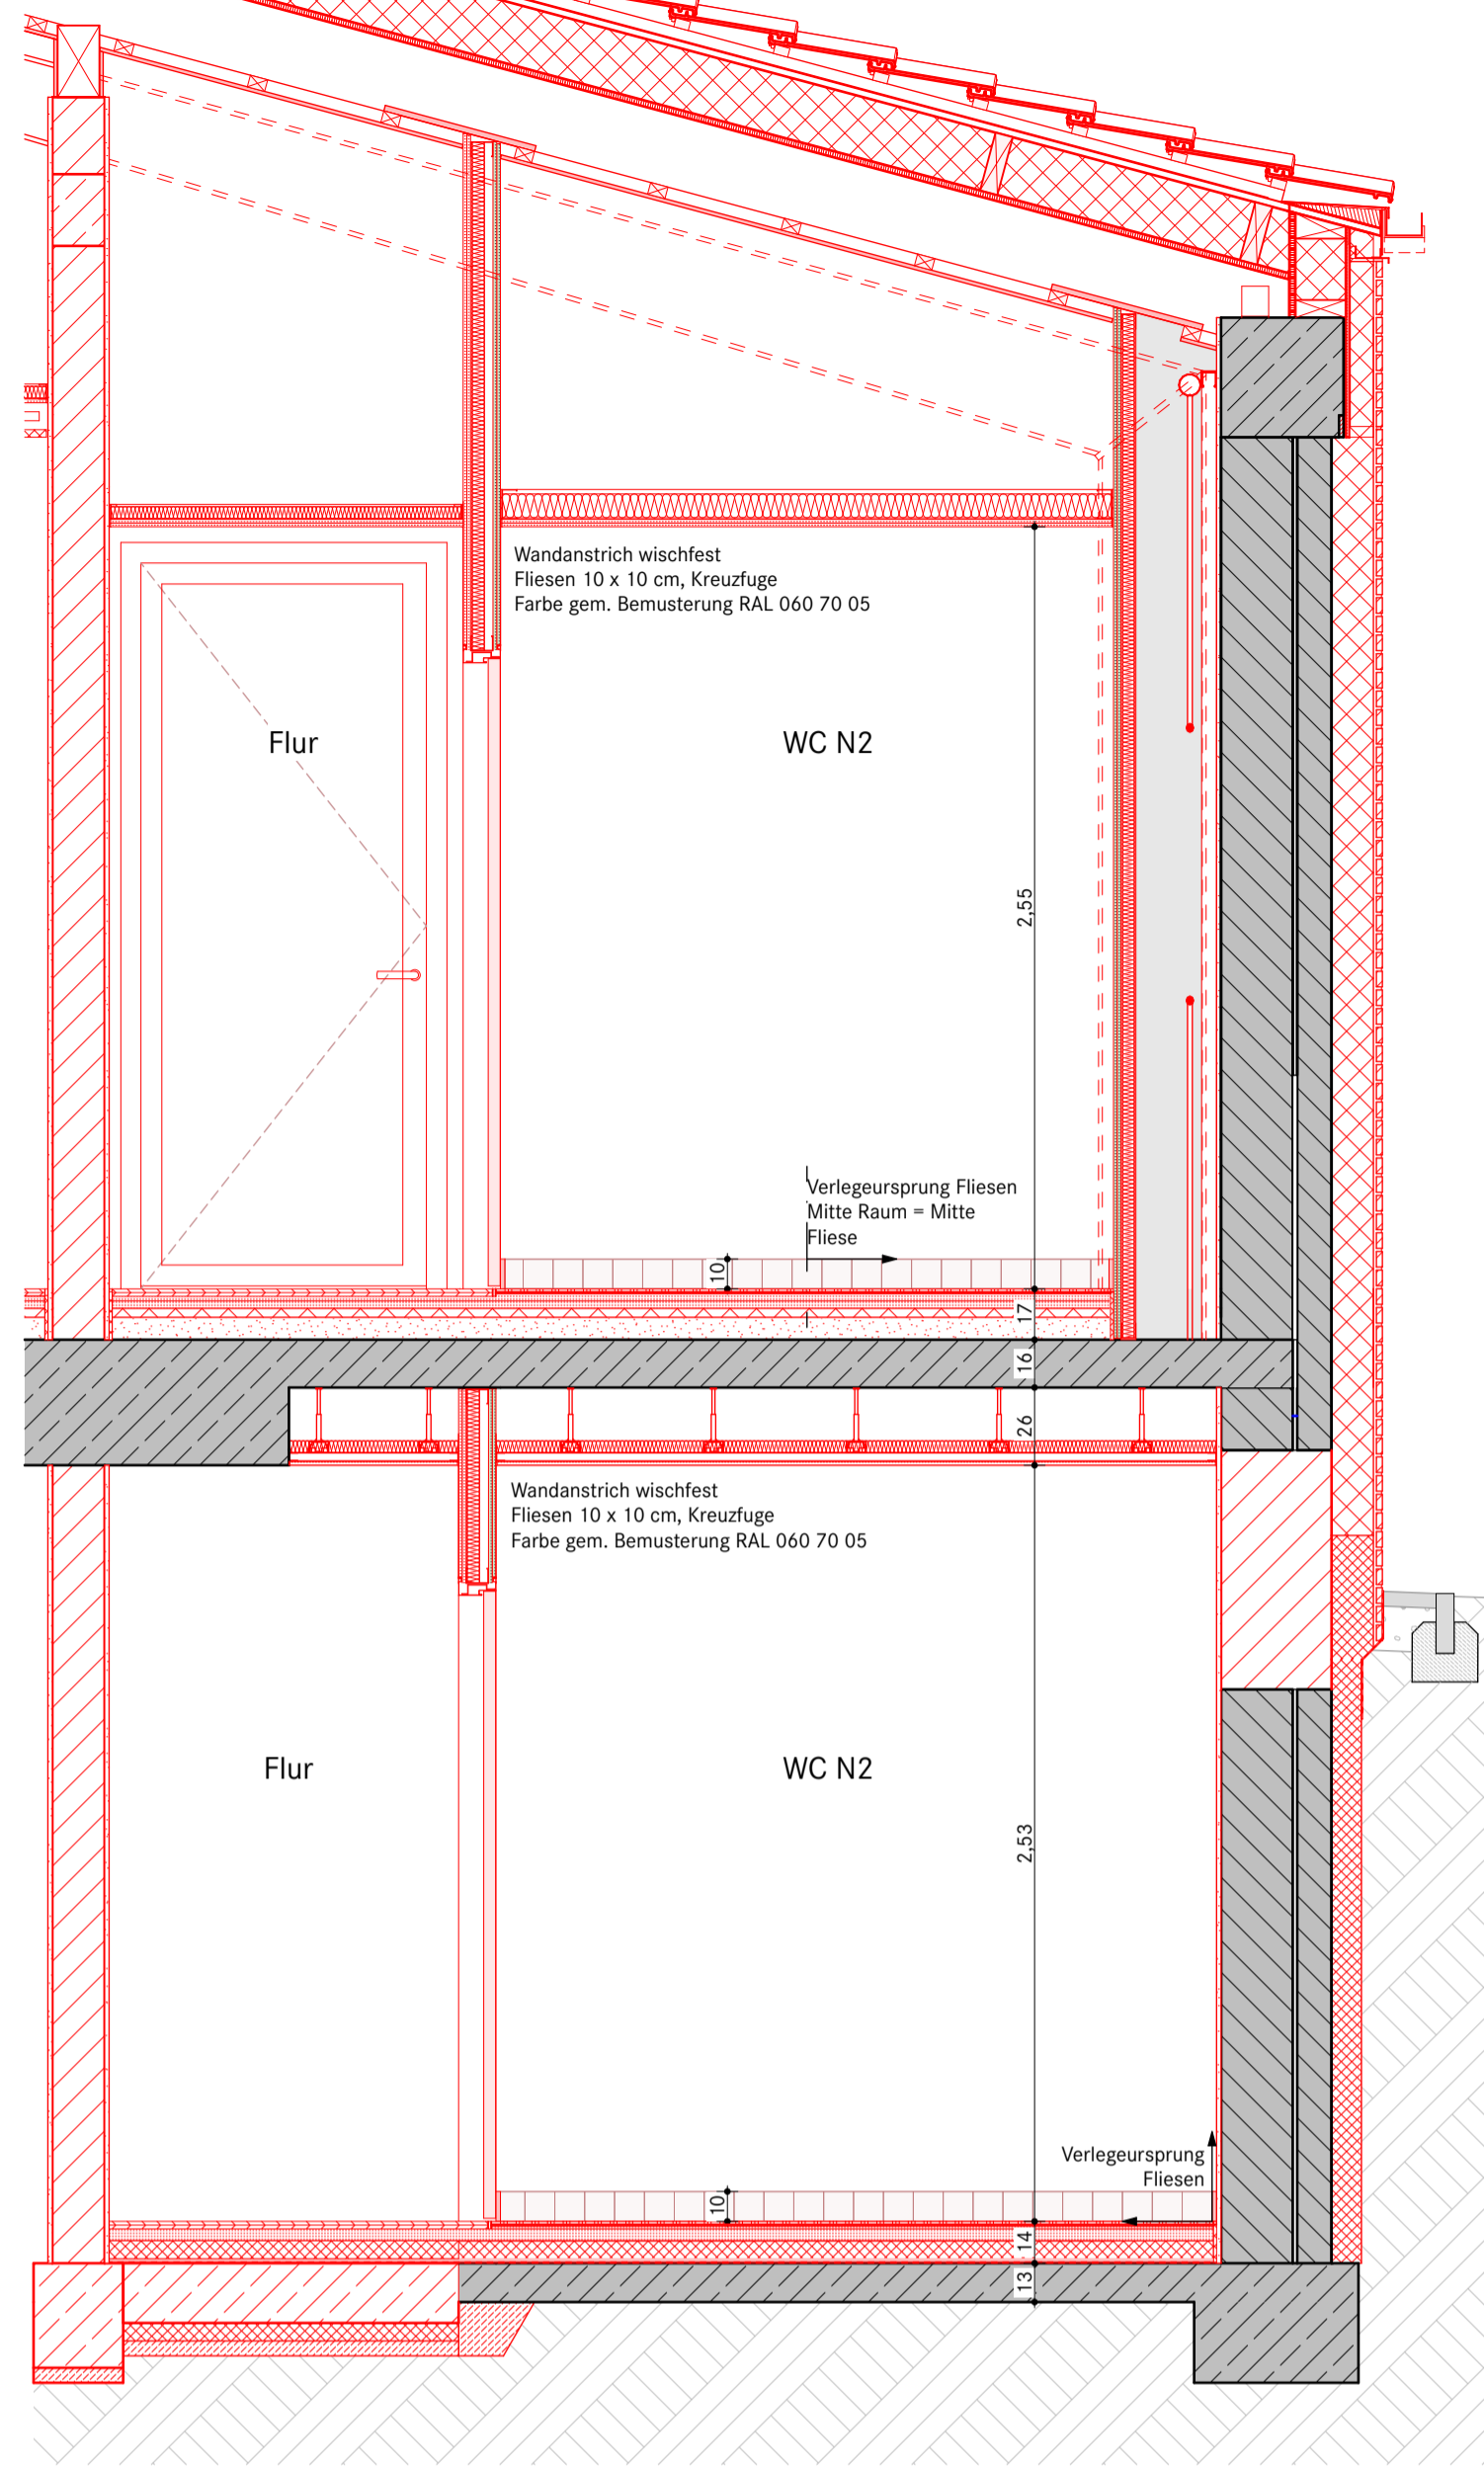 Wandanstrich wischfest
Fliesen 10 x 10 cm, Kreuzfuge
Farbe gem. Bemusterung RAL 060 70 05
Flur
WC N2
2,55
Verlegeursprung Fliesen
Mitte Raum = Mitte
Fliese
10
17
16
26
Wandanstrich wischfest
Fliesen 10 x 10 cm, Kreuzfuge
Farbe gem. Bemusterung RAL 060 70 05
Flur
WC N2
2,53
Verlegeursprung
Fliesen
10
14
13